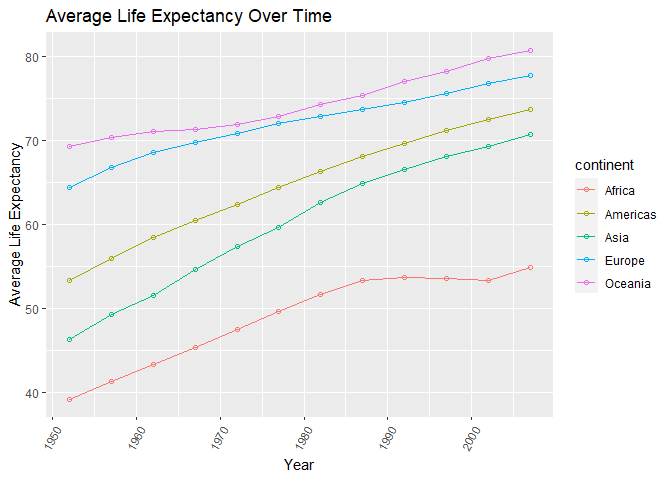 Average Life Expectancy Over Time
Average Life Expectancy
80
70
60
50
40
1950
1960
1970
1980
1990
2000
Year
continent
Africa
Americas
Asia
Europe
Oceania